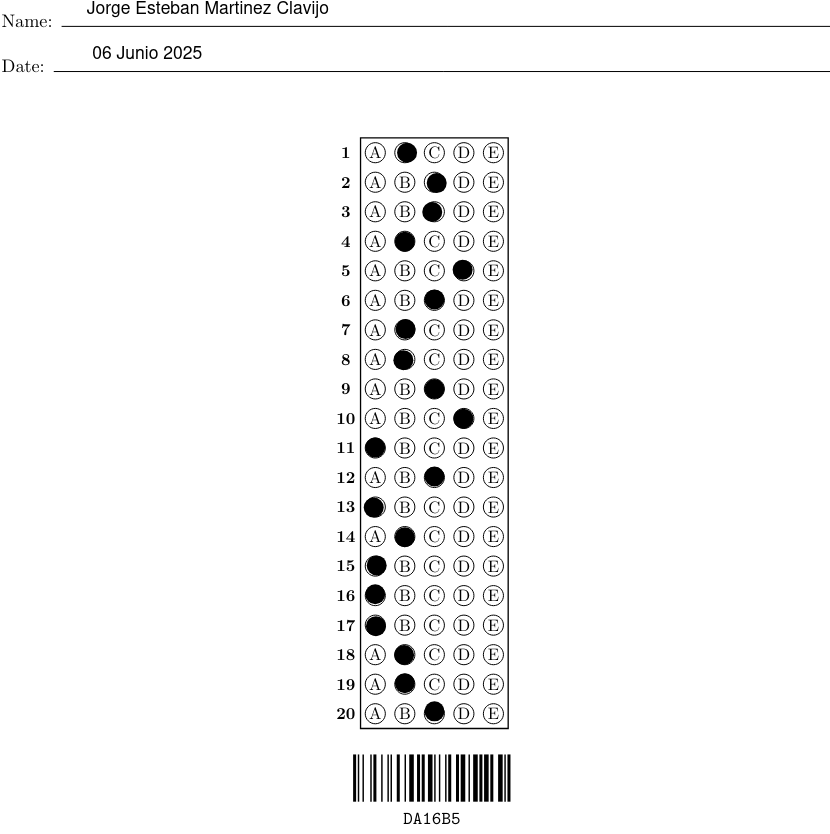 Name: Jorge Esteban Martinez Clavijo
Date: 06 Junio 2025
1 A C D E
2 A B D E
3 A B D E
4 A C D E
5 A B C E
6 A B D E
7 A C D E
8 A C D E
9 A B D E
10 A B C E
11 B C D E
12 A B D E
13 B C D E
14 A C D E
15 B C D E
16 B C D E
17 B C D E
18 A C D E
19 A C D E
20 A B D E
DA16B5